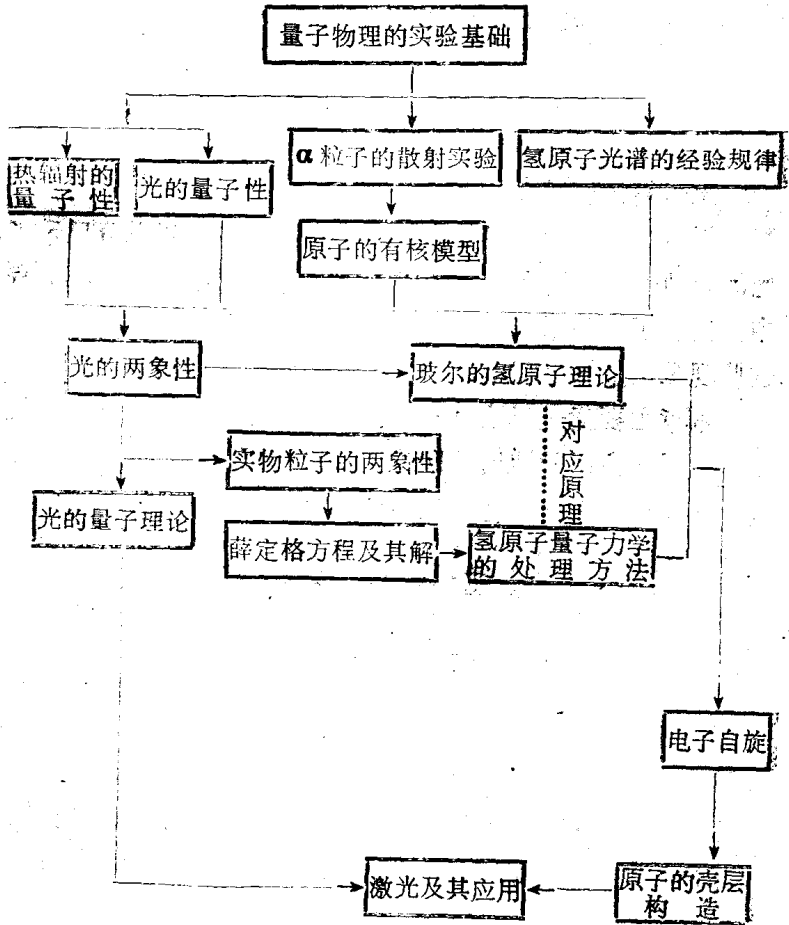 量子物理的实验基础
热辐射的
量子性
光的量子性
α粒子的散射实验
氢原子光谱的经验规律
原子的有核模型
光的两象性
玻尔的氢原子理论
对应原理
实物粒子的两象性
光的量子理论
薛定格方程及其解
氢原子量子力学
的处理方法
电子自旋
激光及其应用
原子的壳层
构造